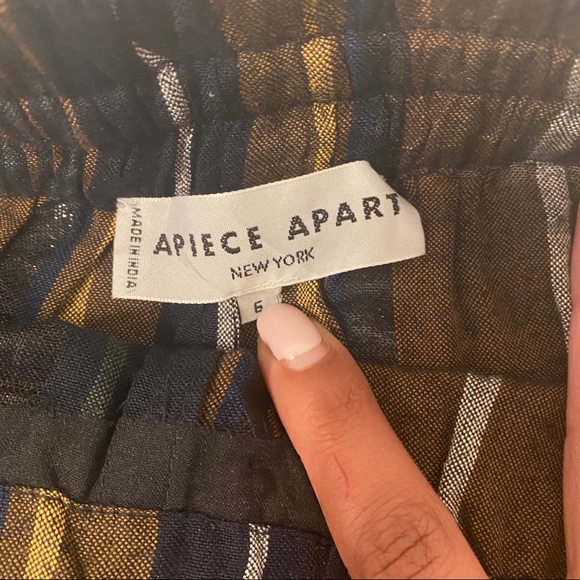 APIECE APART
NEW YORK
MADE IN INDIA
6